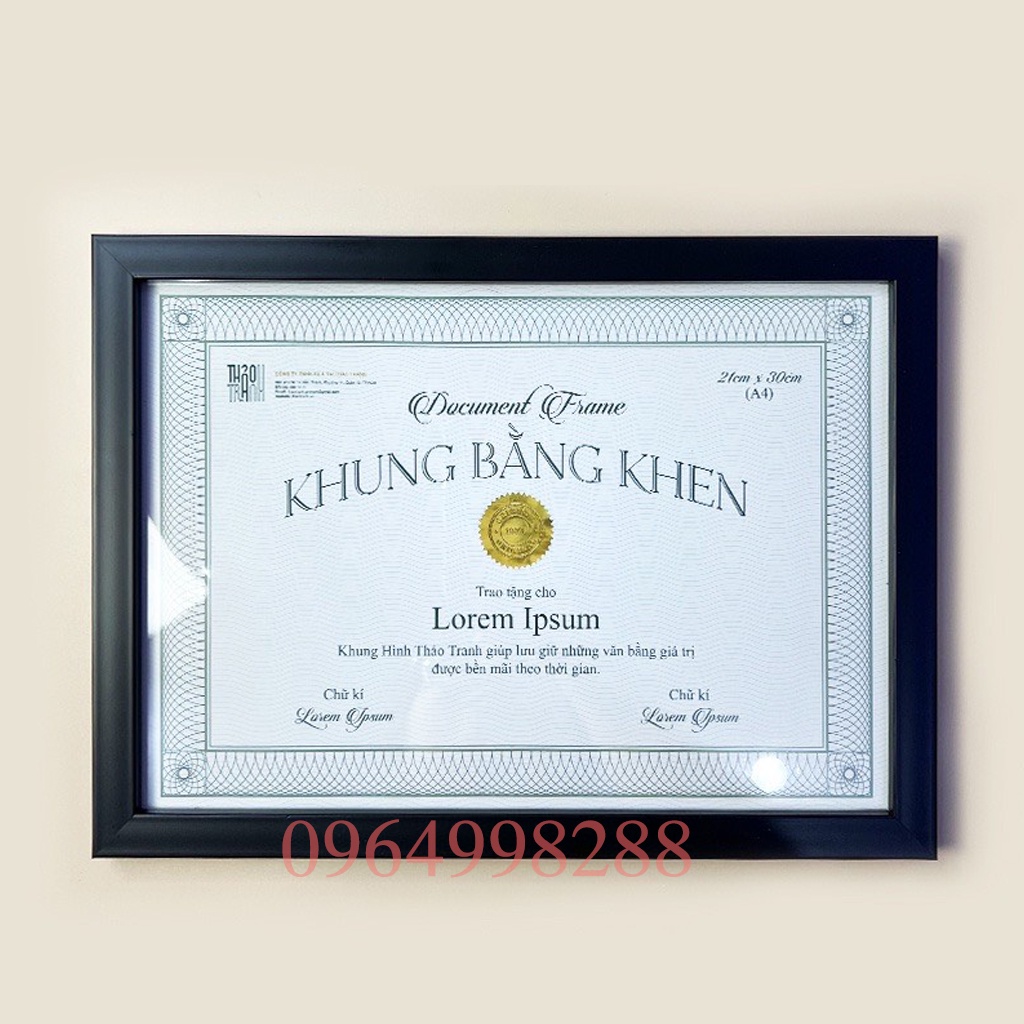 THẢO
TRANH
21cm x 30cm
(A4)
Document Frame
KHUNG BẰNG KHEN
Trao tặng cho
Lorem Ipsum
Khung Hình Thảo Tranh giúp lưu giữ những văn bằng giá trị
được bền mãi theo thời gian.
Chữ kí
Chữ kí
Lorem Ipsum
Lorem Ipsum
0964998288